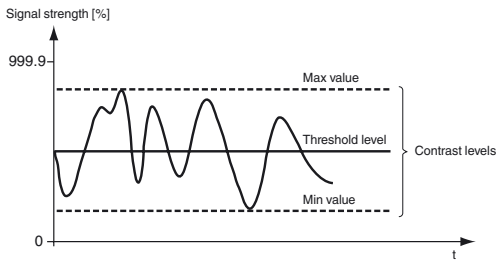 Signal strength [%]
999.9
Max value
Threshold level
Contrast levels
Min value
0
t